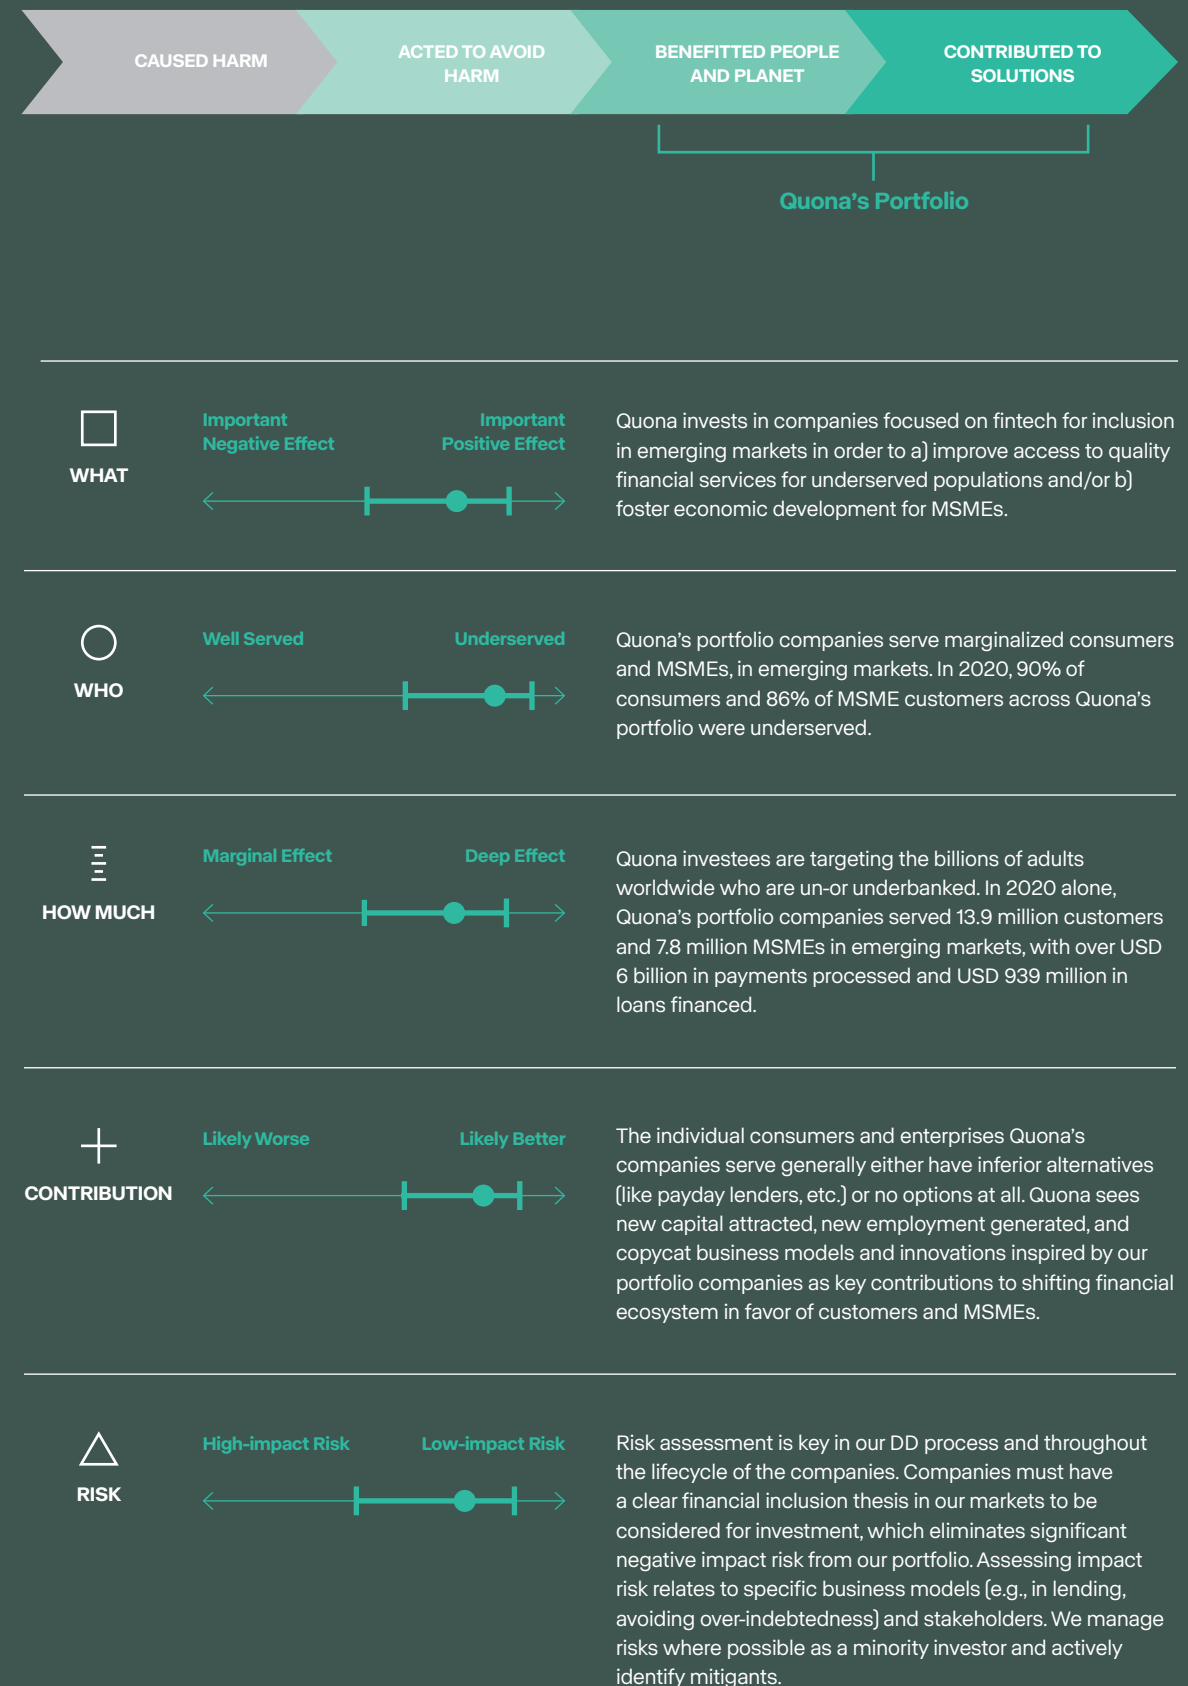 CAUSED HARM
ACTED TO AVOID
HARM
BENEFITTED PEOPLE
AND PLANET
CONTRIBUTED TO
SOLUTIONS
Quona’s Portfolio
WHAT
Important
Negative Effect
Important
Positive Effect
Quona invests in companies focused on fintech for inclusion
in emerging markets in order to a) improve access to quality
financial services for underserved populations and/or b)
foster economic development for MSMEs.
WHO
Well Served
Underserved
Quona’s portfolio companies serve marginalized consumers
and MSMEs, in emerging markets. In 2020, 90% of
consumers and 86% of MSME customers across Quona’s
portfolio were underserved.
HOW MUCH
Marginal Effect
Deep Effect
Quona investees are targeting the billions of adults
worldwide who are un-or underbanked. In 2020 alone,
Quona’s portfolio companies served 13.9 million customers
and 7.8 million MSMEs in emerging markets, with over USD
6 billion in payments processed and USD 939 million in
loans financed.
CONTRIBUTION
Likely Worse
Likely Better
The individual consumers and enterprises Quona’s
companies serve generally either have inferior alternatives
(like payday lenders, etc.) or no options at all. Quona sees
new capital attracted, new employment generated, and
copycat business models and innovations inspired by our
portfolio companies as key contributions to shifting financial
ecosystem in favor of customers and MSMEs.
RISK
High-impact Risk
Low-impact Risk
Risk assessment is key in our DD process and throughout
the lifecycle of the companies. Companies must have
a clear financial inclusion thesis in our markets to be
considered for investment, which eliminates significant
negative impact risk from our portfolio. Assessing impact
risk relates to specific business models (e.g., in lending,
avoiding over-indebtedness) and stakeholders. We manage
risks where possible as a minority investor and actively
identify mitigants.